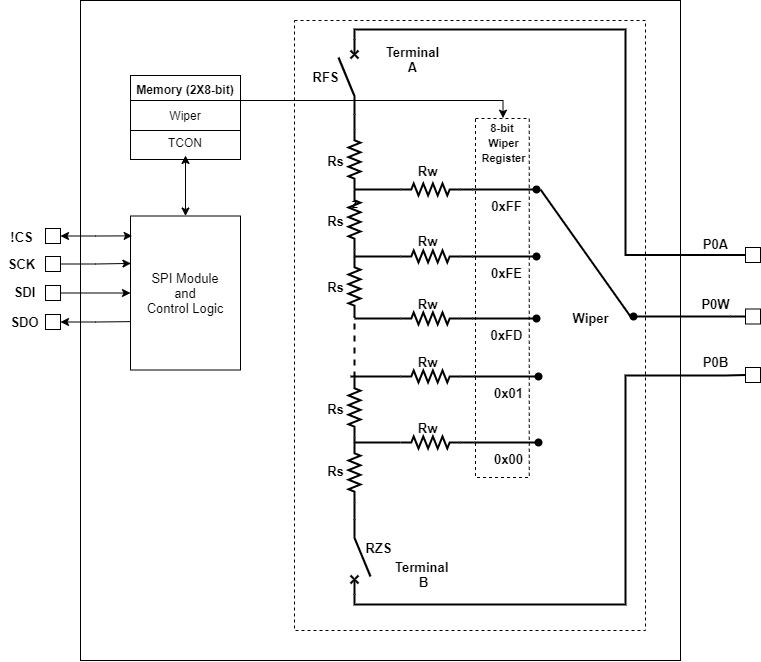 Terminal
A
RFS
Memory (2X8-bit)
Wiper
TCON
8-bit
Wiper
Register
Rs
Rw
0xFF
Rs
!CS
SCK
SDI
SDO
SPI Module
and
Control Logic
Rw
0xFE
P0A
Rs
Rw
0xFD
Wiper
P0W
Rw
0x01
P0B
Rs
Rw
0x00
Rs
RZS
Terminal
B